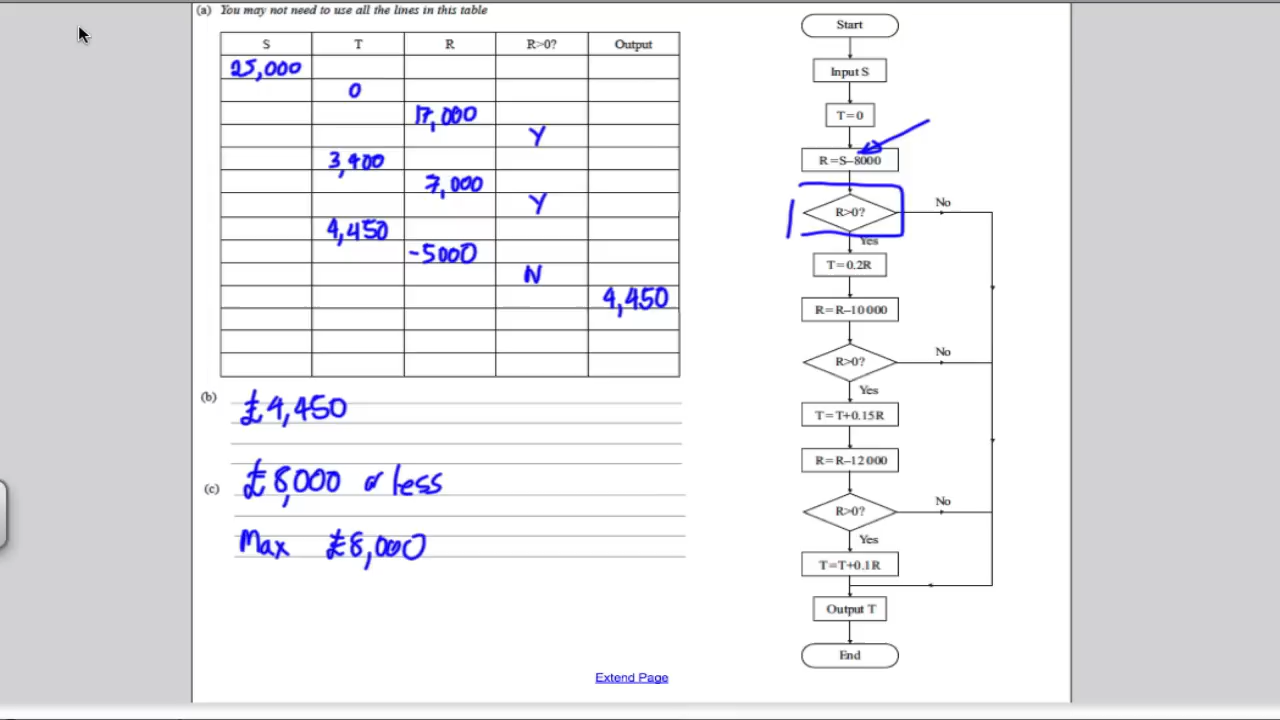 (a) You may not need to use all the lines in this table
S T R R>0? Output
25,000
0
17,000
Y
3,400
7,000
Y
4,450
-5000
N
4,450
(b) £4,450
(c) £8,000 or less
Max £8,000
Extend Page
Start
Input S
T=0
R=S–8000
R>0? No
Yes
T=0.2R
R=R–10 000
R>0? No
Yes
T=T+0.15R
R=R–12 000
R>0? No
Yes
T=T+0.1R
Output T
End